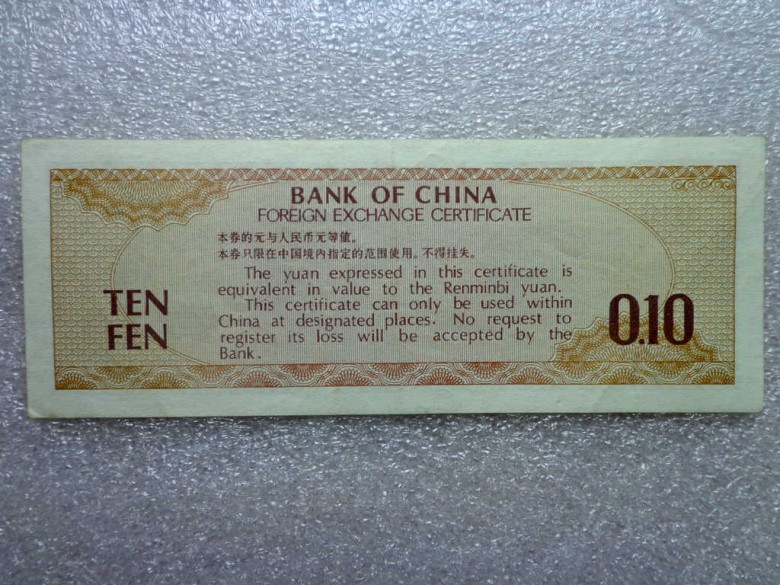 BANK OF CHINA
FOREIGN EXCHANGE CERTIFICATE
本券的元与人民币元等值。
本券只限在中国境内指定的范围使用。不得挂失。
The yuan expressed in this certificate is
equivalent in value to the Renminbi yuan.
This certificate can only be used within
China at designated places. No request to
register its loss will be accepted by the
Bank.
TEN
FEN
0.10